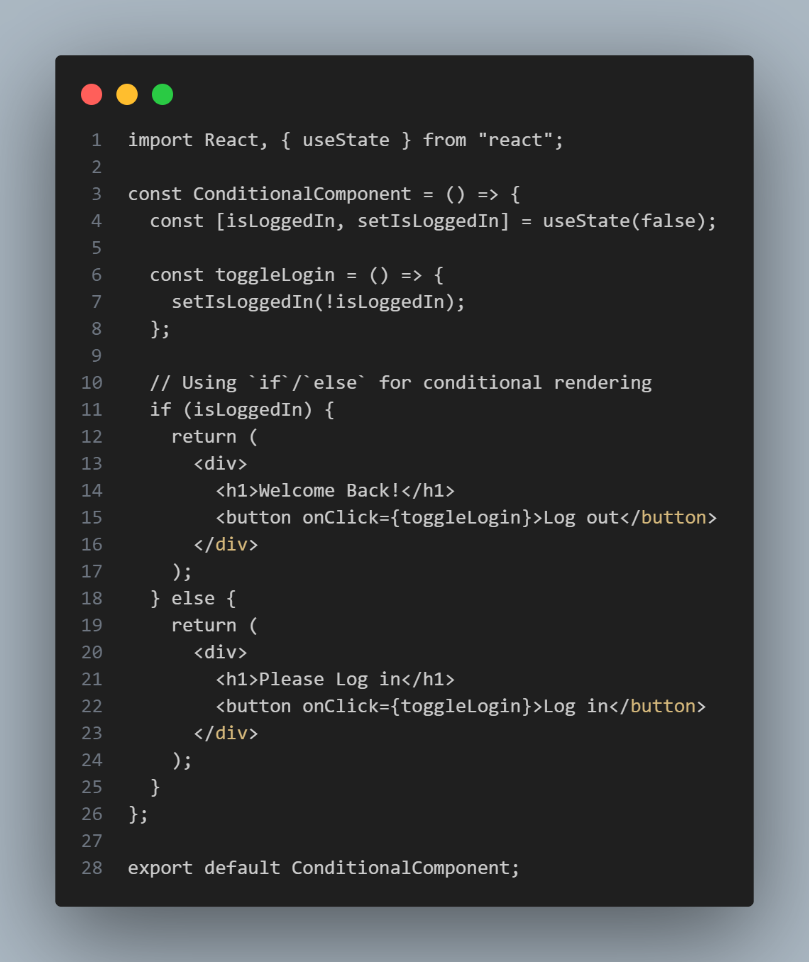 1 import React, { useState } from "react";
2
3 const ConditionalComponent = () => {
4   const [isLoggedIn, setIsLoggedIn] = useState(false);
5
6   const toggleLogin = () => {
7     setIsLoggedIn(!isLoggedIn);
8   };
9
10   // Using `if`/`else` for conditional rendering
11   if (isLoggedIn) {
12     return (
13       <div>
14         <h1>Welcome Back!</h1>
15         <button onClick={toggleLogin}>Log out</button>
16       </div>
17     );
18   } else {
19     return (
20       <div>
21         <h1>Please Log in</h1>
22         <button onClick={toggleLogin}>Log in</button>
23       </div>
24     );
25   }
26 };
27
28 export default ConditionalComponent;